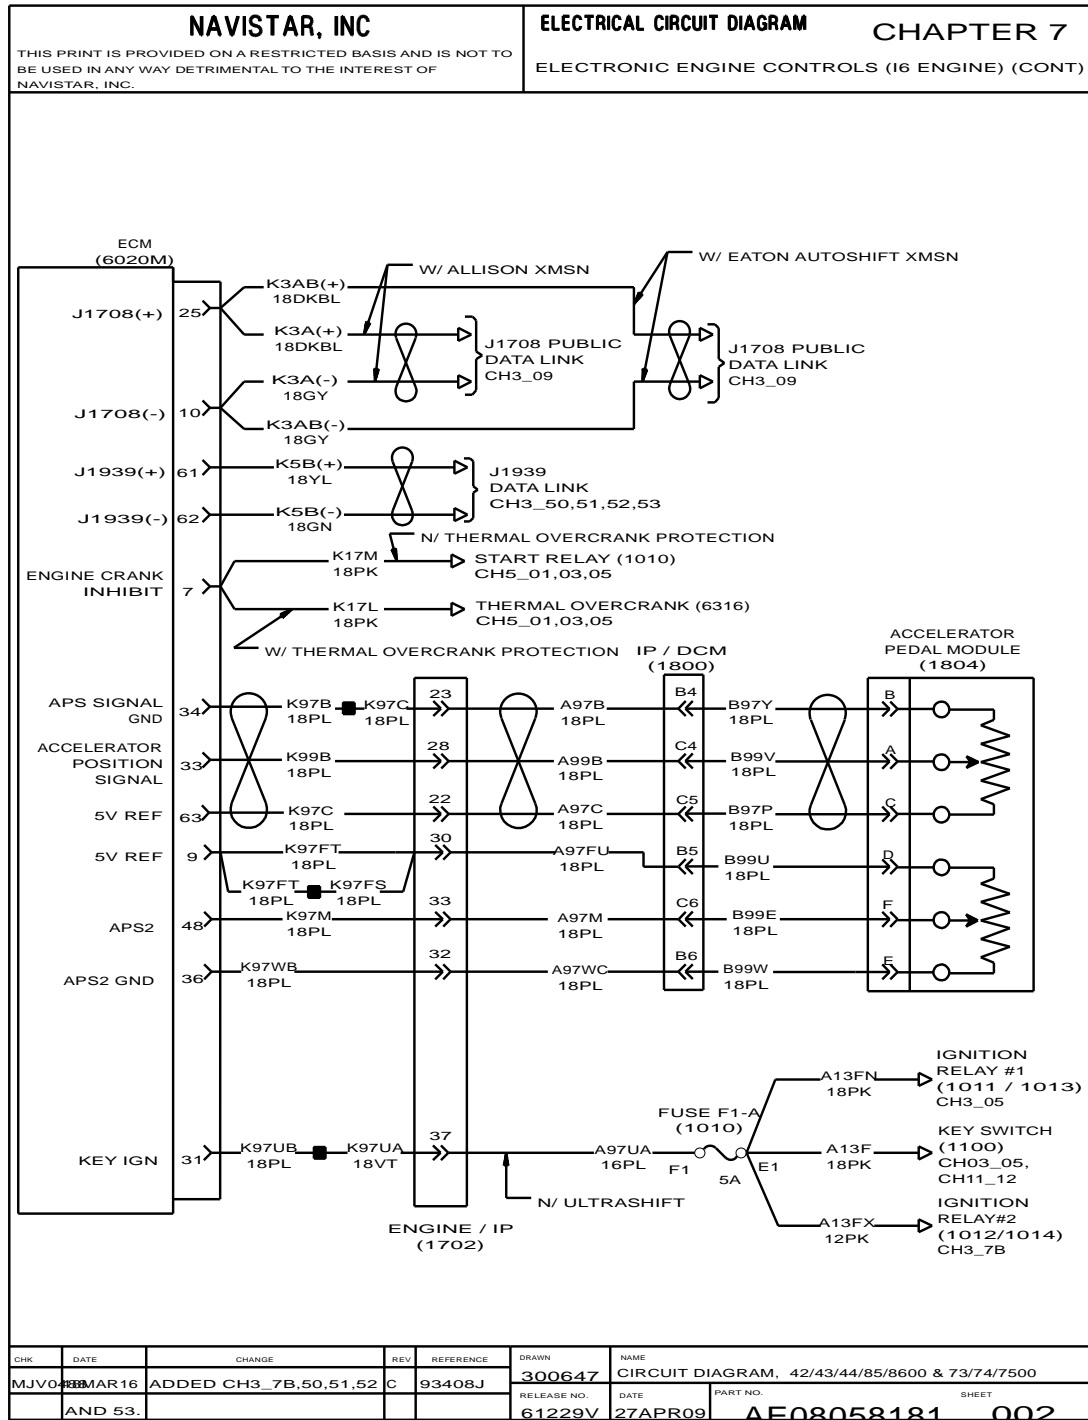 NAVISTAR, INC
THIS PRINT IS PROVIDED ON A RESTRICTED BASIS AND IS NOT TO
BE USED IN ANY WAY DETRIMENTAL TO THE INTEREST OF
NAVISTAR, INC.
ELECTRICAL CIRCUIT DIAGRAM
CHAPTER 7
ELECTRONIC ENGINE CONTROLS (I6 ENGINE) (CONT)
ECM
(6020M)
W/ ALLISON XMSN
W/ EATON AUTOSHIFT XMSN
J1708(+) 25
K3AB(+)
18DKBL
K3A(+)
18DKBL
J1708 PUBLIC
DATA LINK
CH3_09
J1708 PUBLIC
DATA LINK
CH3_09
J1708(-) 10
K3A(-)
18GY
K3AB(-)
18GY
J1939(+) 61
K5B(+)
18YL
J1939(-) 62
K5B(-)
18GN
J1939
DATA LINK
CH3_50,51,52,53
N/ THERMAL OVERCRANK PROTECTION
ENGINE CRANK
INHIBIT 7
K17M
18PK
START RELAY (1010)
CH5_01,03,05
K17L
18PK
THERMAL OVERCRANK (6316)
CH5_01,03,05
W/ THERMAL OVERCRANK PROTECTION
IP / DCM
(1800)
ACCELERATOR
PEDAL MODULE
(1804)
APS SIGNAL
GND
34
K97B
18PL
K97C
18PL
23
A97B
18PL
B4
B97Y
18PL
B
ACCELERATOR
POSITION
SIGNAL
33
K99B
18PL
28
A99B
18PL
C4
B99V
18PL
A
5V REF 63
K97C
18PL
22
A97C
18PL
C5
B97P
18PL
C
5V REF 9
K97FT
18PL
30
A97FU
18PL
B5
B99U
18PL
D
K97FT
18PL
K97FS
18PL
APS2 48
K97M
18PL
33
A97M
18PL
C6
B99E
18PL
F
APS2 GND 36
K97WB
18PL
32
A97WC
18PL
B6
B99W
18PL
E
KEY IGN 31
K97UB
18PL
K97UA
18VT
37
A97UA
16PL
N/ ULTRASHIFT
FUSE F1-A
(1010)
F1
5A
E1
A13FN
18PK
IGNITION
RELAY #1
(1011 / 1013)
CH3_05
A13F
18PK
KEY SWITCH
(1100)
CH03_05,
CH11_12
A13FX
12PK
IGNITION
RELAY#2
(1012/1014)
CH3_7B
ENGINE / IP
(1702)
CHK DATE CHANGE REV REFERENCE
MAR16 ADDED CH3_7B,50,51,52 C 93408J
AND 53.
DRAWN
300647
NAME
CIRCUIT DIAGRAM, 42/43/44/85/8600 & 73/74/7500
RELEASE NO.
61229V
DATE
27APR09
PART NO.
AE08058181
SHEET
002